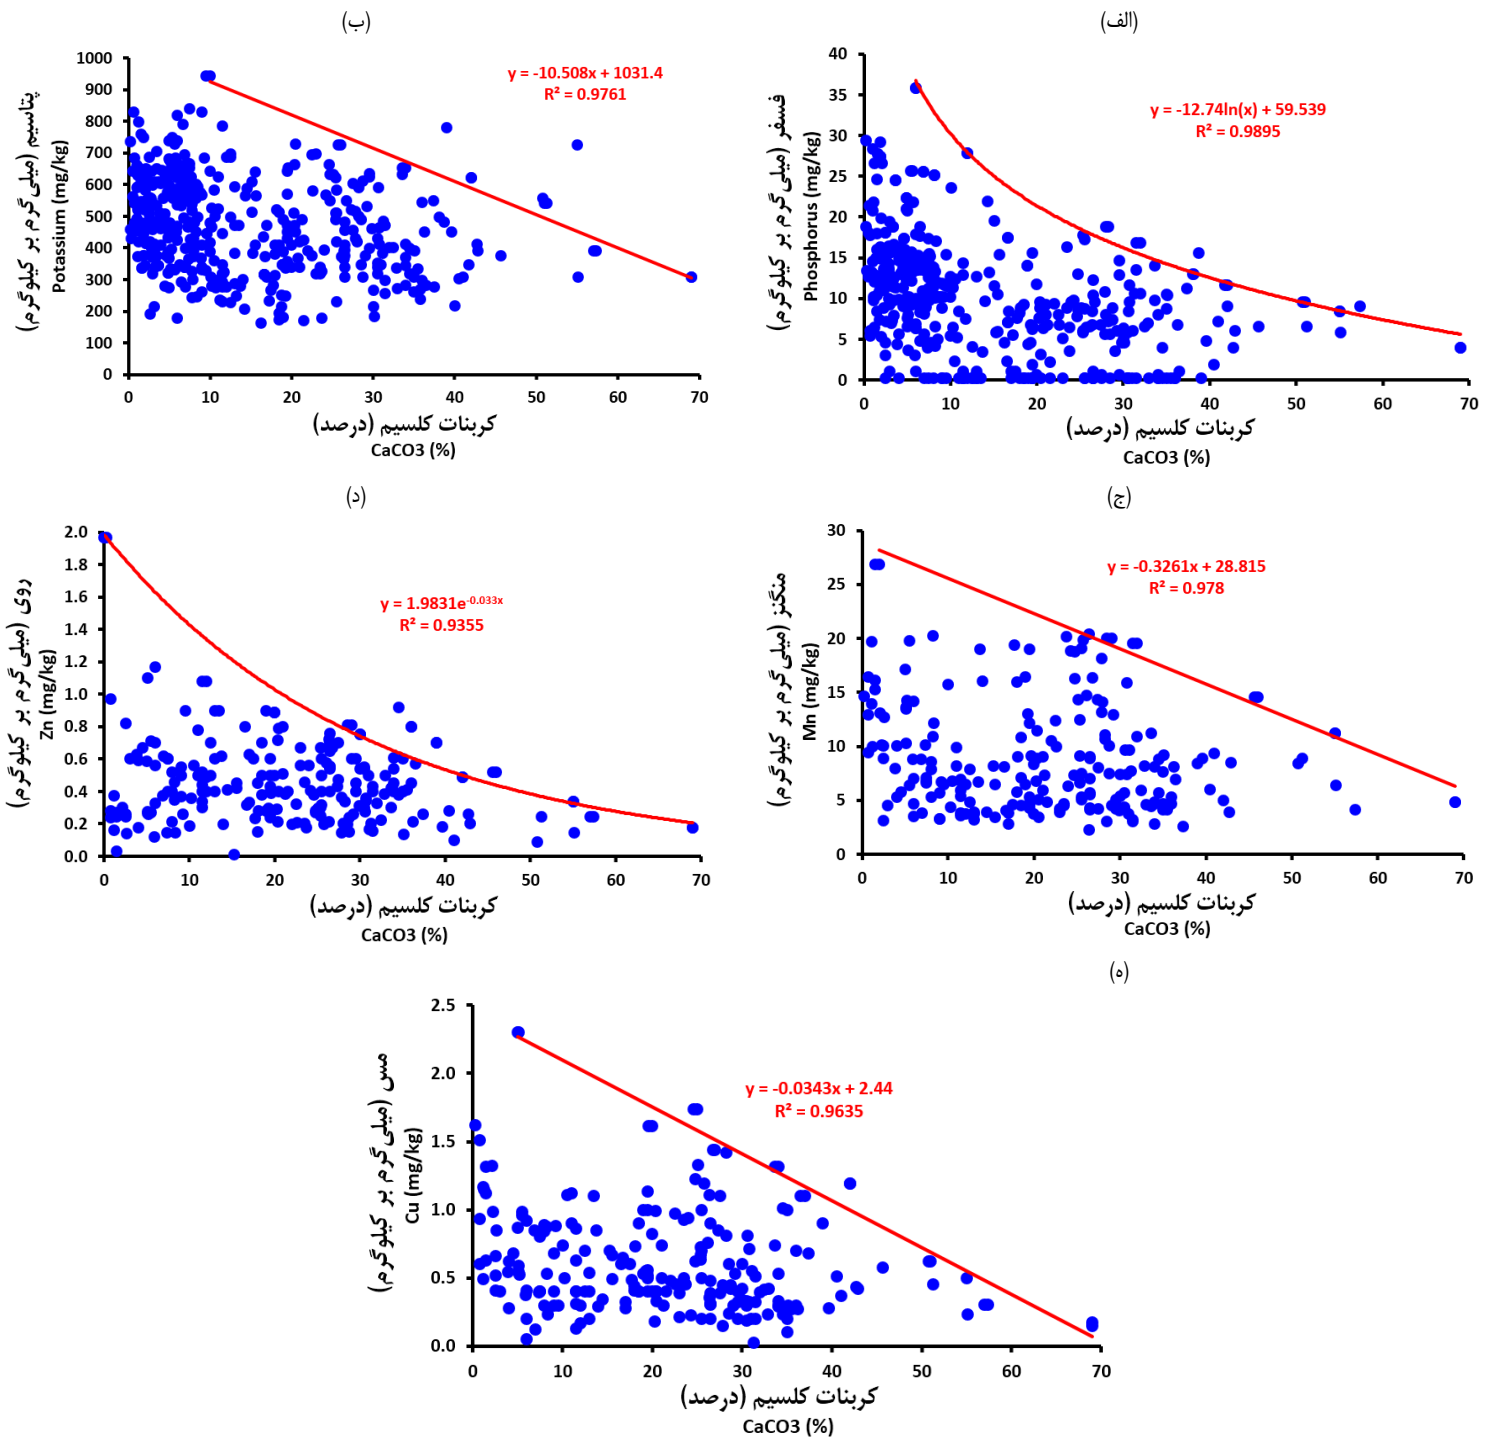 (ب)
1000
900
800
700
600
500
400
300
200
100
0
0 10 20 30 40 50 60 70
پتاسیم (میلی‌گرم بر کیلوگرم)
Potassium (mg/kg)
y = -10.508x + 1031.4
R² = 0.9761
کربنات کلسیم (درصد)
CaCO3 (%)
(الف)
40
35
30
25
20
15
10
5
0
0 10 20 30 40 50 60 70
فسفر (میلی‌گرم بر کیلوگرم)
Phosphorus (mg/kg)
y = -12.74ln(x) + 59.539
R² = 0.9895
کربنات کلسیم (درصد)
CaCO3 (%)
(د)
2.0
1.8
1.6
1.4
1.2
1.0
0.8
0.6
0.4
0.2
0.0
0 10 20 30 40 50 60 70
روی (میلی‌گرم بر کیلوگرم)
Zn (mg/kg)
y = 1.9831e^-0.033x
R² = 0.9355
کربنات کلسیم (درصد)
CaCO3 (%)
(ج)
30
25
20
15
10
5
0
0 10 20 30 40 50 60 70
منگنز (میلی‌گرم بر کیلوگرم)
Mn (mg/kg)
y = -0.3261x + 28.815
R² = 0.978
کربنات کلسیم (درصد)
CaCO3 (%)
(ه)
2.5
2.0
1.5
1.0
0.5
0.0
0 10 20 30 40 50 60 70
مس (میلی‌گرم بر کیلوگرم)
Cu (mg/kg)
y = -0.0343x + 2.44
R² = 0.9635
کربنات کلسیم (درصد)
CaCO3 (%)